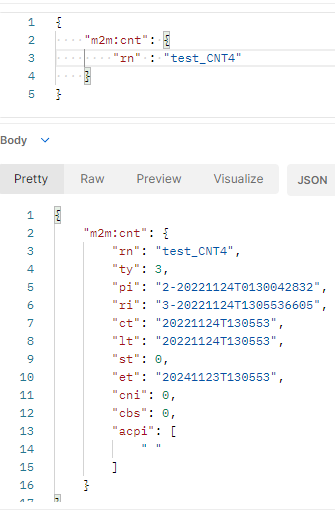 1 {
2 "m2m:cnt": {
3 "rn" : "test_CNT4"
4 }
5 }
Body
Pretty Raw Preview Visualize JSON
1 {
2 "m2m:cnt": {
3 "rn": "test_CNT4",
4 "ty": 3,
5 "pi": "2-20221124T0130042832",
6 "ri": "3-20221124T1305536605",
7 "ct": "20221124T130553",
8 "lt": "20221124T130553",
9 "st": 0,
10 "et": "20241123T130553",
11 "cni": 0,
12 "cbs": 0,
13 "acpi": [
14 " "
15 ]
16 }
17 }